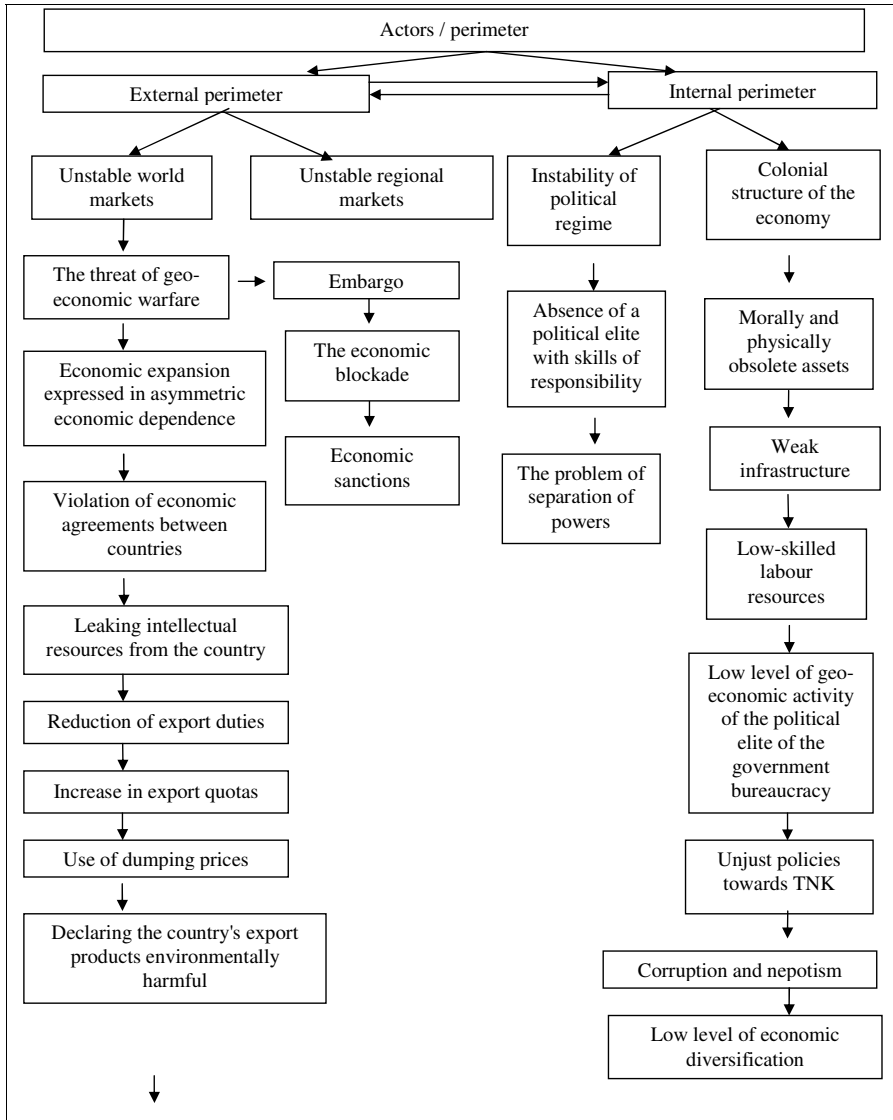 Actors / perimeter
External perimeter
Internal perimeter
Unstable world
markets
Unstable regional
markets
Instability of
political
regime
Colonial
structure of the
economy
The threat of geo-
economic warfare
Embargo
Absence of a
political elite
with skills of
responsibility
Morally and
physically
obsolete assets
Economic expansion
expressed in asymmetric
economic dependence
The economic
blockade
Economic
sanctions
The problem of
separation of
powers
Weak
infrastructure
Violation of economic
agreements between
countries
Low-skilled
labour
resources
Leaking intellectual
resources from the country
Low level of geo-
economic activity
of the political
elite of the
government
bureaucracy
Reduction of export duties
Increase in export quotas
Use of dumping prices
Unjust policies
towards TNK
Declaring the country's export
products environmentally
harmful
Corruption and nepotism
Low level of economic
diversification